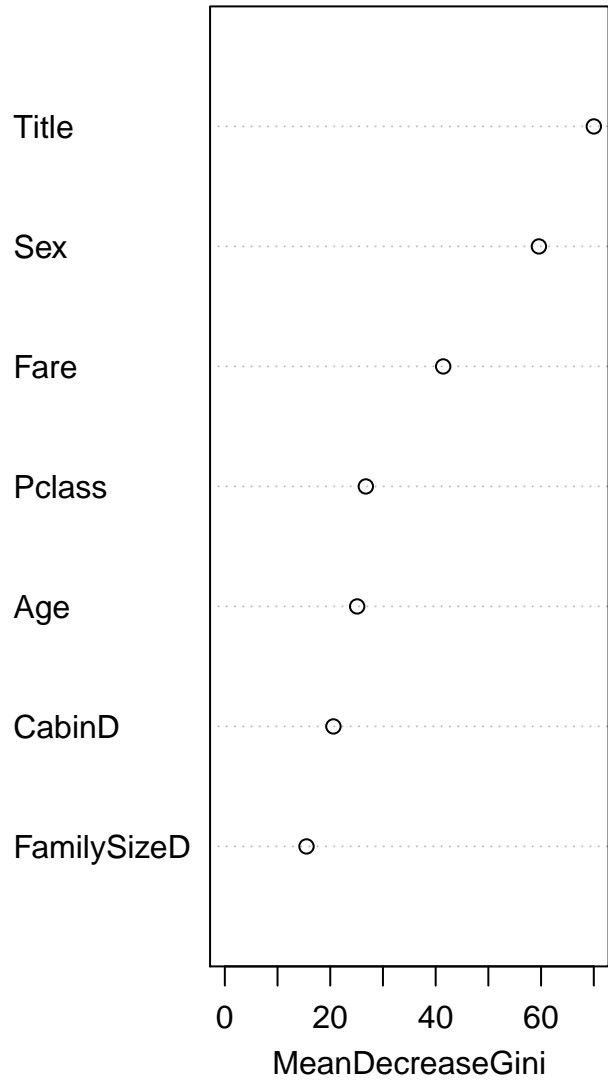 Title
Sex
Fare
Pclass
Age
CabinD
FamilySizeD
0 20 40 60
MeanDecreaseGini